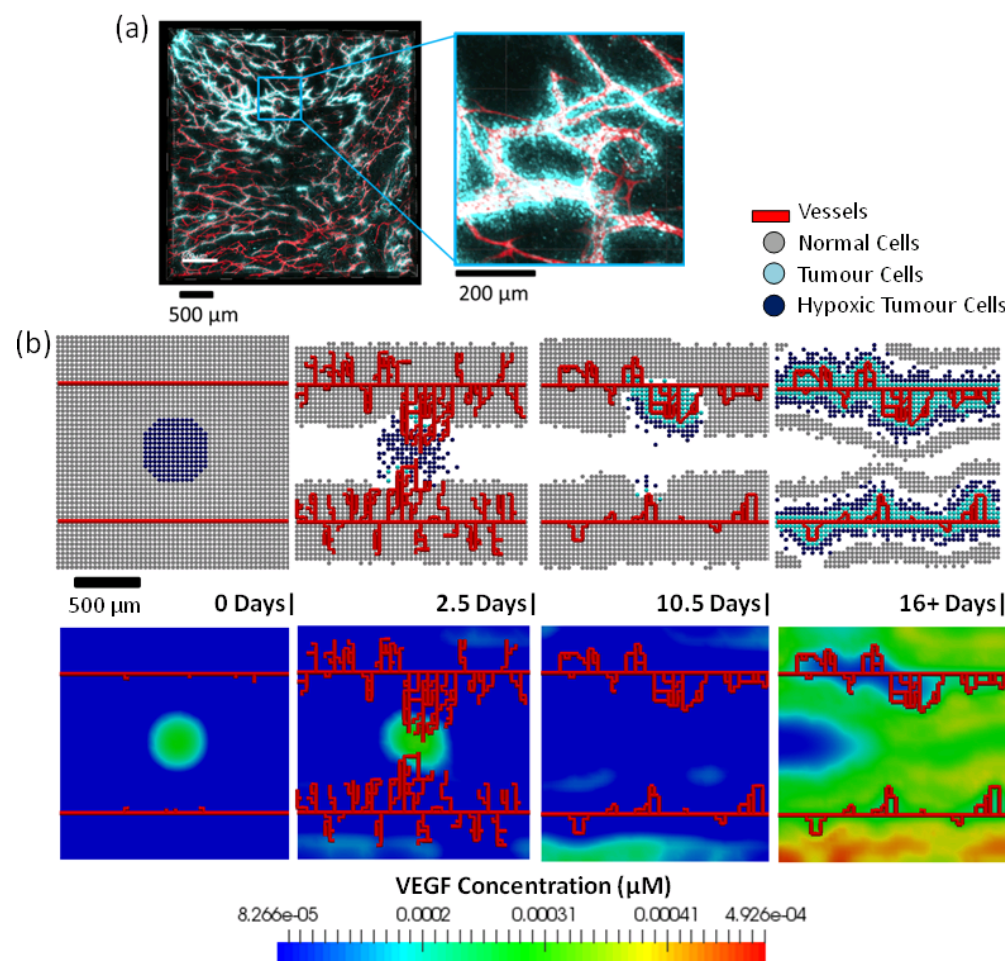 (a)
500 µm
200 µm
Vessels
Normal Cells
Tumour Cells
Hypoxic Tumour Cells
(b)
500 µm
0 Days
2.5 Days
10.5 Days
16+ Days
VEGF Concentration (µM)
8.266e-05 0.0002 0.00031 0.00041 4.926e-04